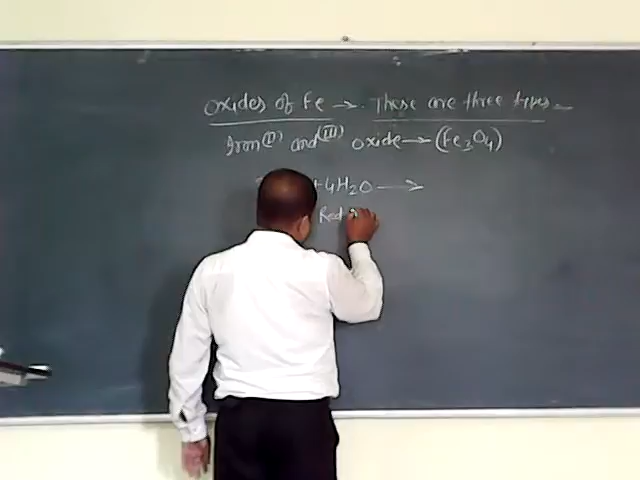 Oxides of Fe → These are three types
Iron (II) and (III) oxide → (Fe3O4)
+4H2O →
Red